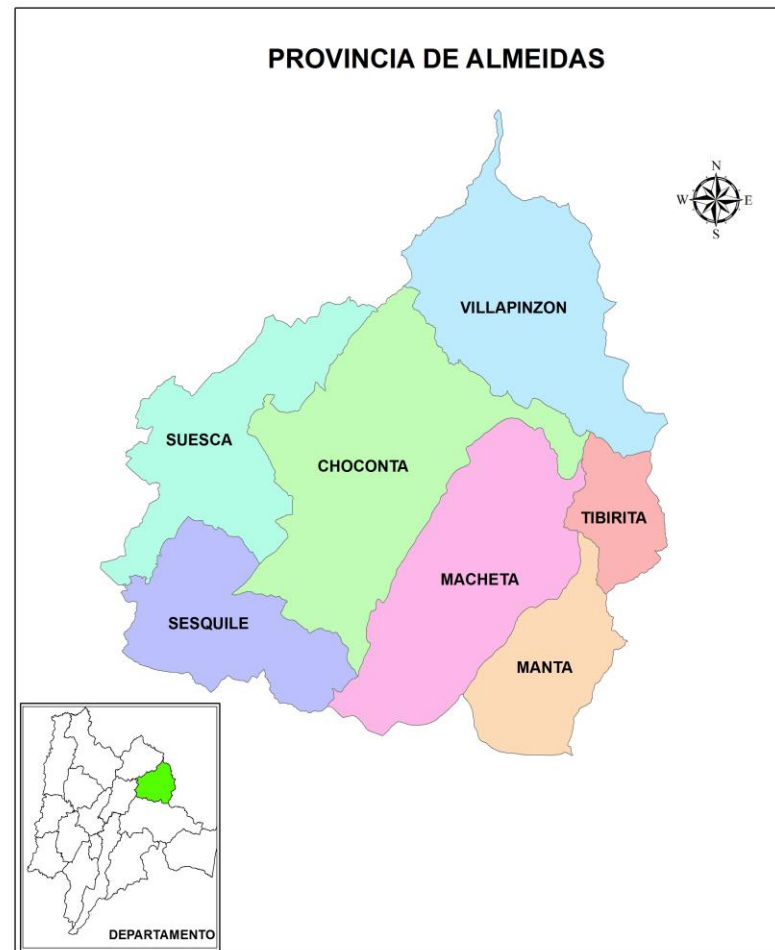 PROVINCIA DE ALMEIDAS
N
W E
S
VILLAPINZON
SUESCA
CHOCONTA
TIBIRITA
MACHETA
SESQUILE
MANTA
DEPARTAMENTO